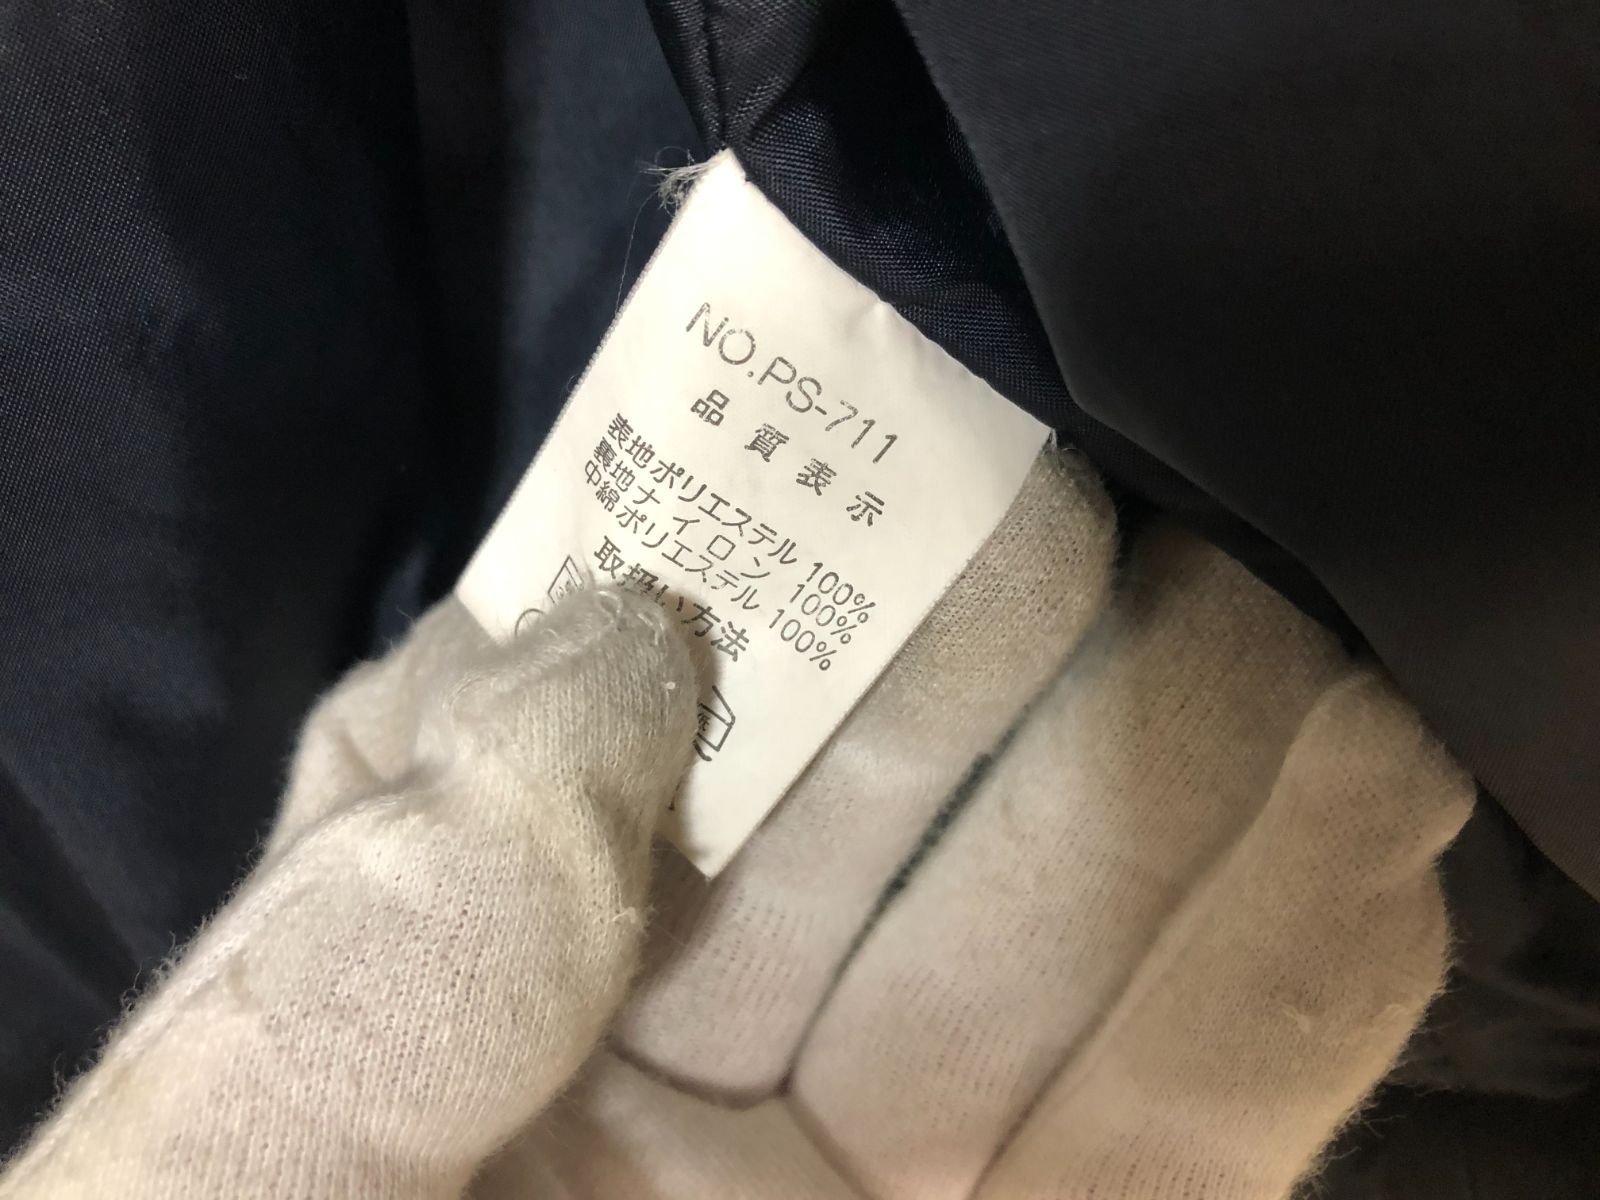 NO.PS-711
品質表示
表地ポリエステル 100%
裏地ナイロン 100%
中綿ポリエステル 100%
取扱い方法